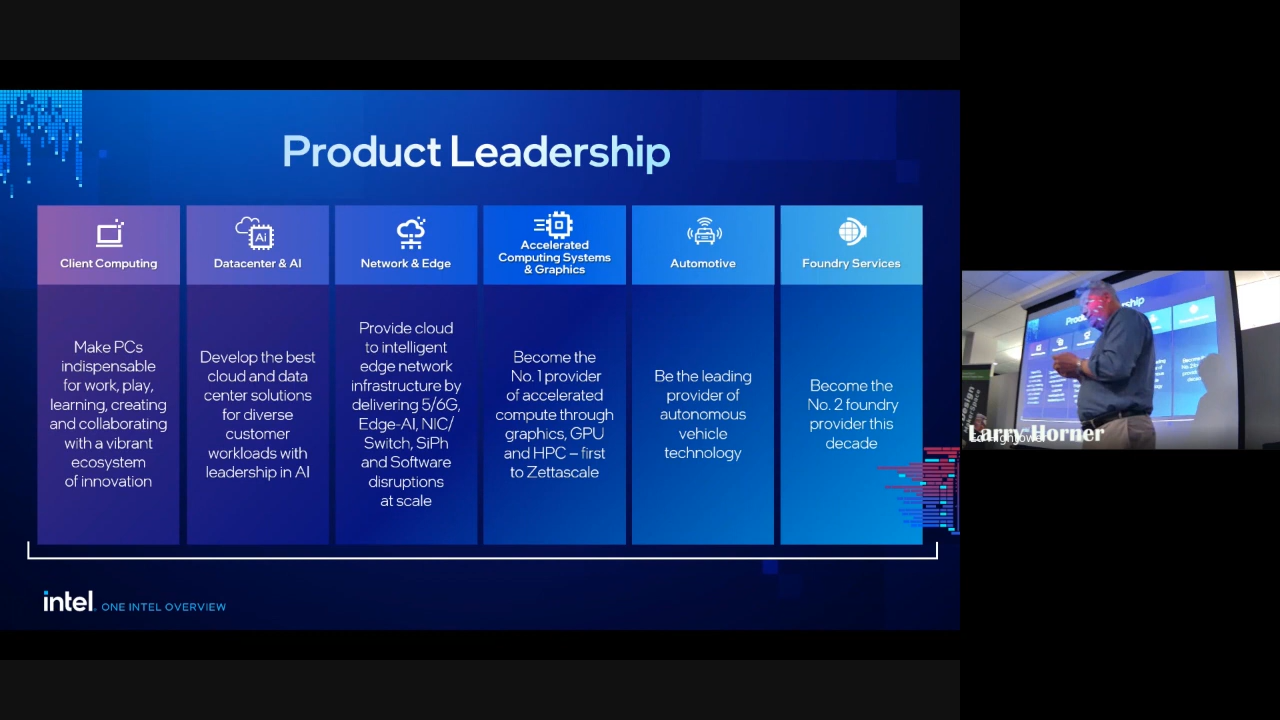 Product Leadership
Client Computing
Make PCs
indispensable
for work, play,
learning, creating
and collaborating
with a vibrant
ecosystem
of innovation
Datacenter & AI
Ai
Develop the best
cloud and data
center solutions
for diverse
customer
workloads with
leadership in AI
Network & Edge
Provide cloud
to intelligent
edge network
infrastructure by
delivering 5/6G,
Edge-AI, NIC/
Switch, SiPh
and Software
disruptions
at scale
Accelerated
Computing Systems
& Graphics
Become the
No. 1 provider
of accelerated
compute through
graphics, GPU
and HPC – first
to Zettascale
Automotive
Be the leading
provider of
autonomous
vehicle
technology
Foundry Services
Become the
No. 2 foundry
provider this
decade
intel. ONE INTEL OVERVIEW
Larry Horner